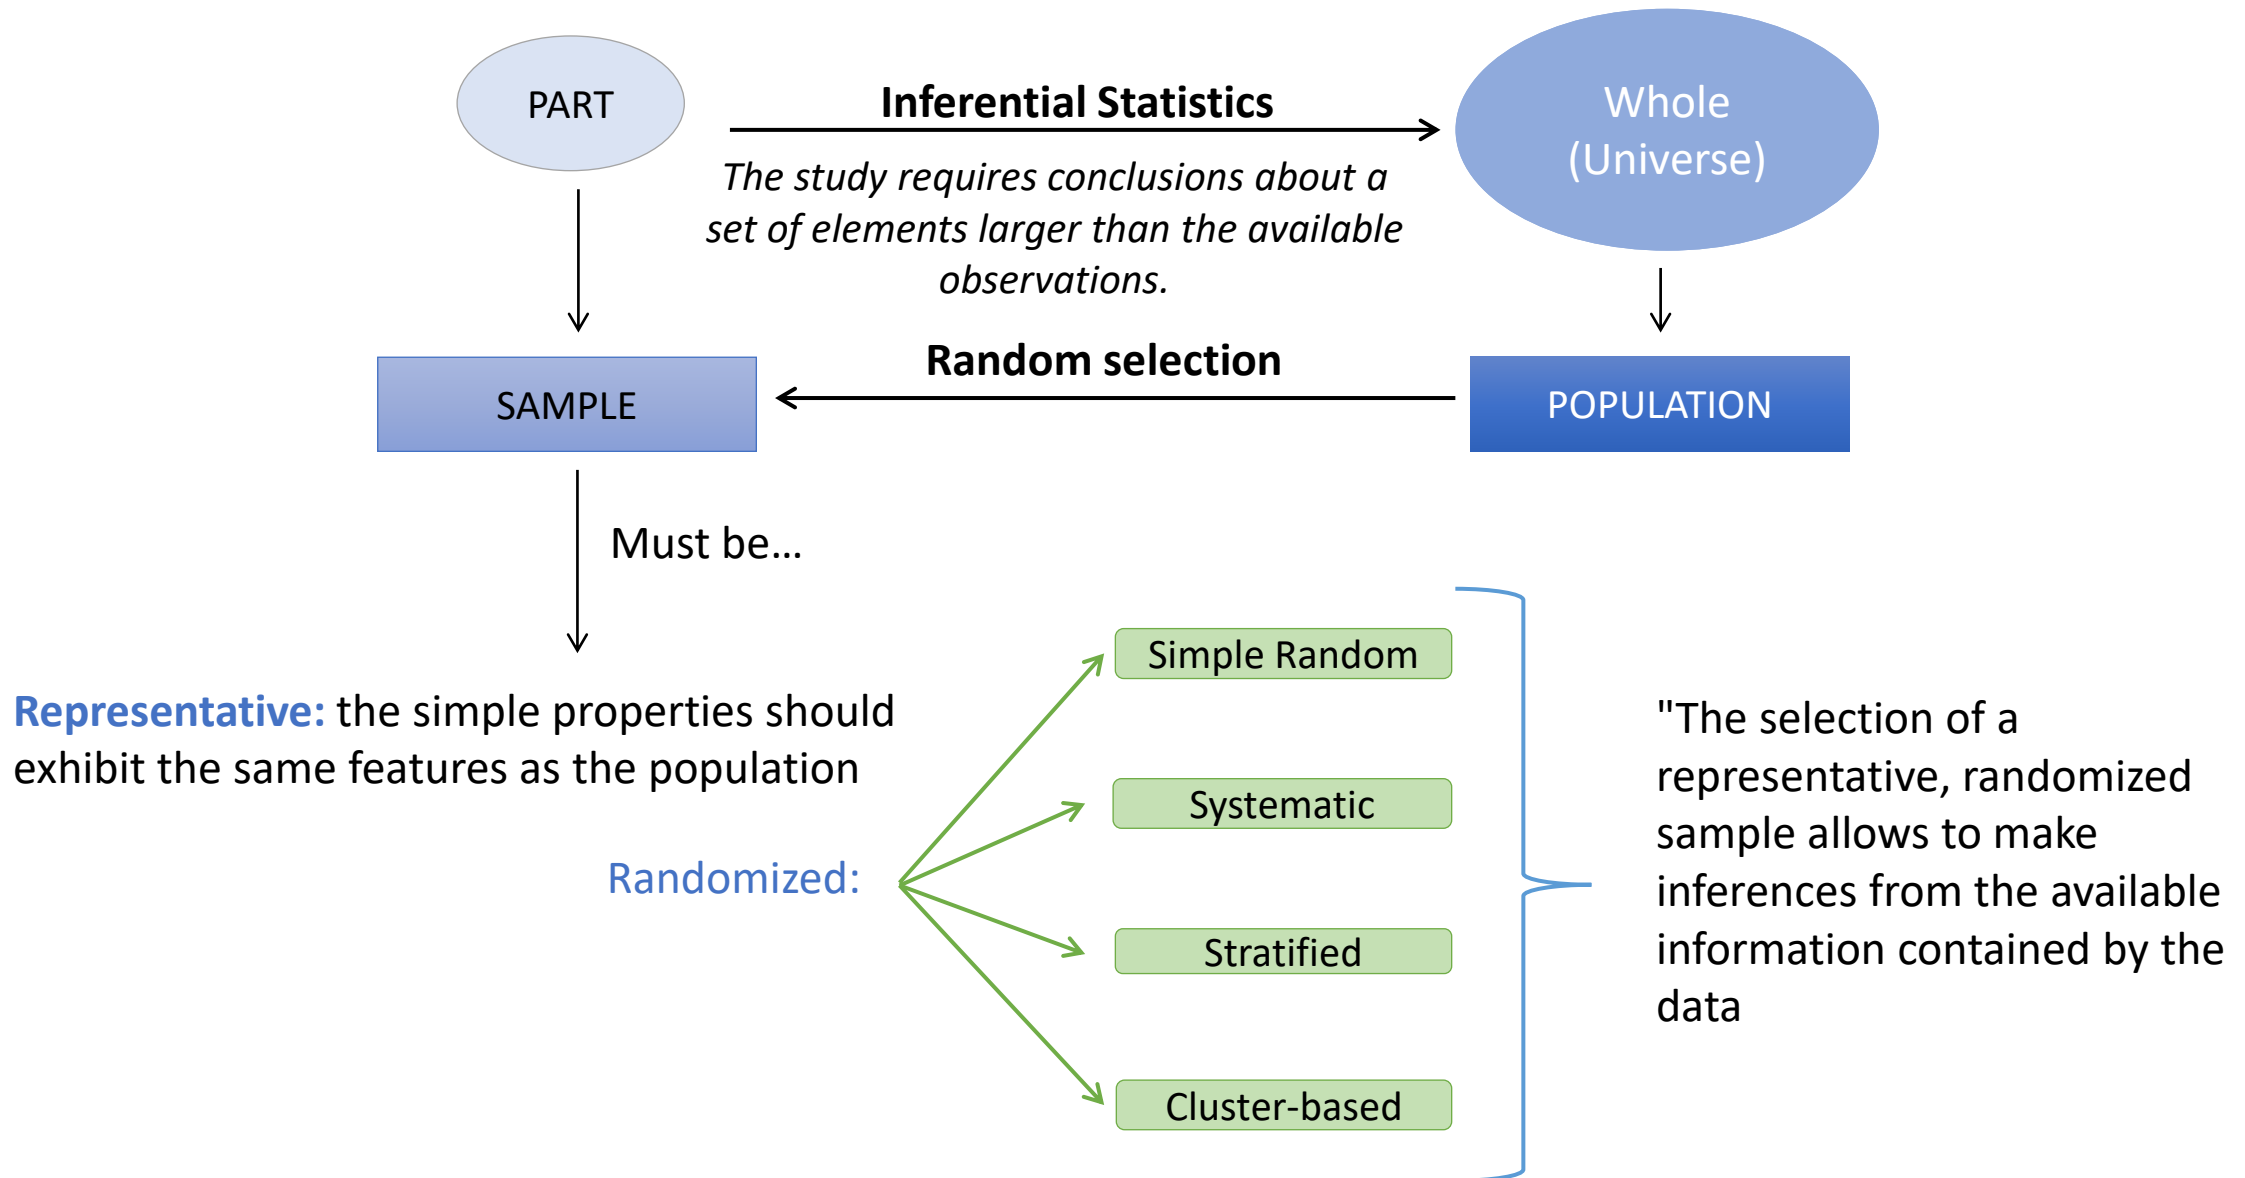 PART
Inferential Statistics
Whole
(Universe)
The study requires conclusions about a
set of elements larger than the available
observations.
Random selection
SAMPLE
POPULATION
Must be…
Representative: the simple properties should
exhibit the same features as the population
Randomized:
Simple Random
Systematic
Stratified
Cluster-based
"The selection of a
representative, randomized
sample allows to make
inferences from the available
information contained by the
data